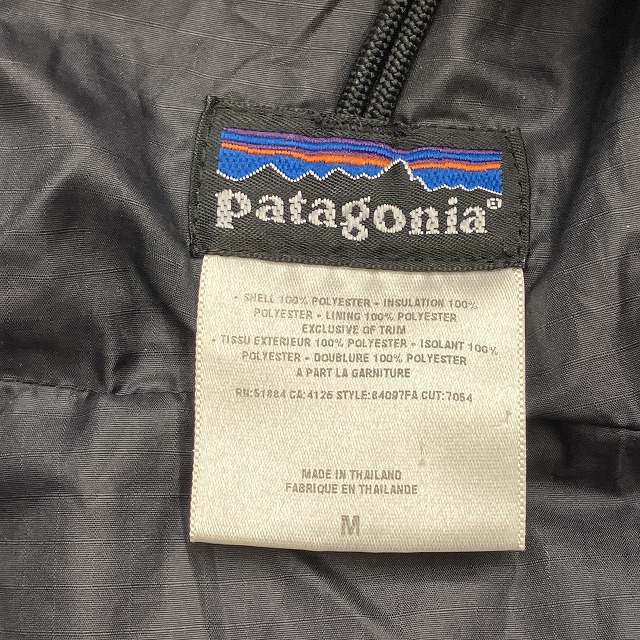 patagonia®
- SHELL 100% POLYESTER - INSULATION 100%
POLYESTER - LINING 100% POLYESTER
EXCLUSIVE OF TRIM
- TISSU EXTERIEUR 100% POLYESTER - ISOLANT 100%
POLYESTER - DOUBLURE 100% POLYESTER
A PART LA GARNITURE
RN:51884 CA:4126 STYLE:84097FA CUT:7054
MADE IN THAILAND
FABRIQUE EN THAILANDE
M